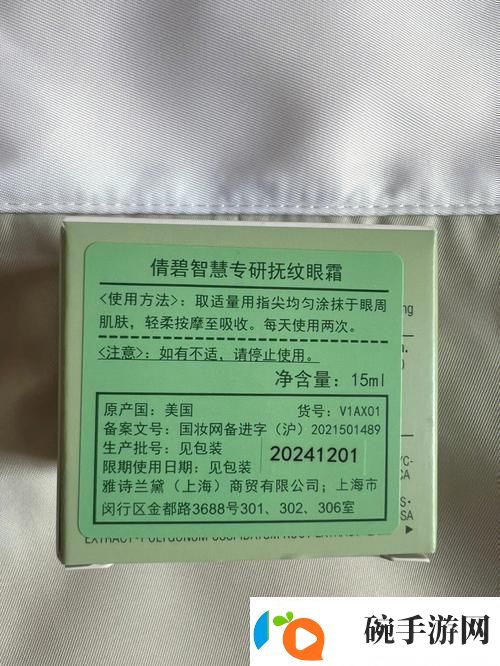 倩碧智慧专研抚纹眼霜
<使用方法>：取适量用指尖均匀涂抹于眼周
肌肤，轻柔按摩至吸收。每天使用两次。
<注意>：如有不适，请停止使用。
净含量：15ml
原产国：美国 货号：V1AX01
备案文号：国妆网备进字（沪）2021501489
生产批号：见包装
限期使用日期：见包装
20241201
雅诗兰黛（上海）商贸有限公司；上海市
闵行区金都路3688号301、302、306室
碗手游网